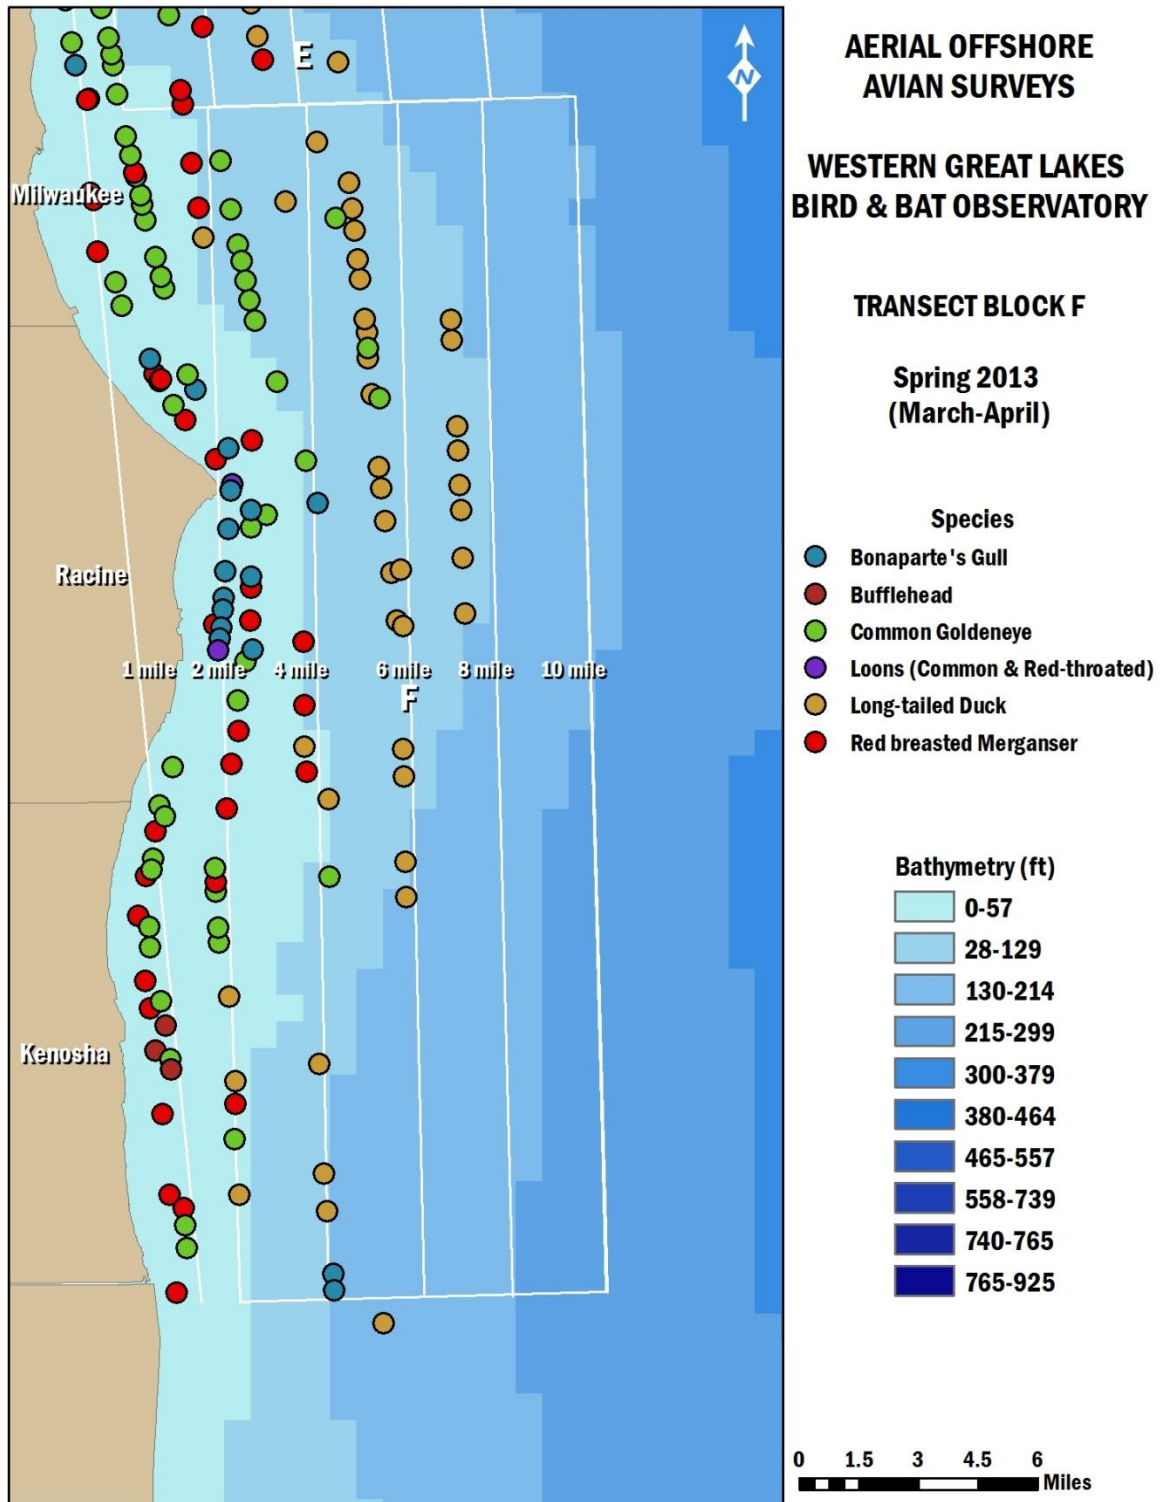 AERIAL OFFSHORE
AVIAN SURVEYS
WESTERN GREAT LAKES
BIRD & BAT OBSERVATORY
TRANSECT BLOCK F
Spring 2013
(March-April)
Species
Bonaparte's Gull
Bufflehead
Common Goldeneye
Loons (Common & Red-throated)
Long-tailed Duck
Red breasted Merganser
Bathymetry (ft)
0-57
28-129
130-214
215-299
300-379
380-464
465-557
558-739
740-765
765-925
0 1.5 3 4.5 6
Miles
N
E
Milwaukee
Racine
1 mile 2 mile 4 mile 6 mile 8 mile 10 mile
F
Kenosha